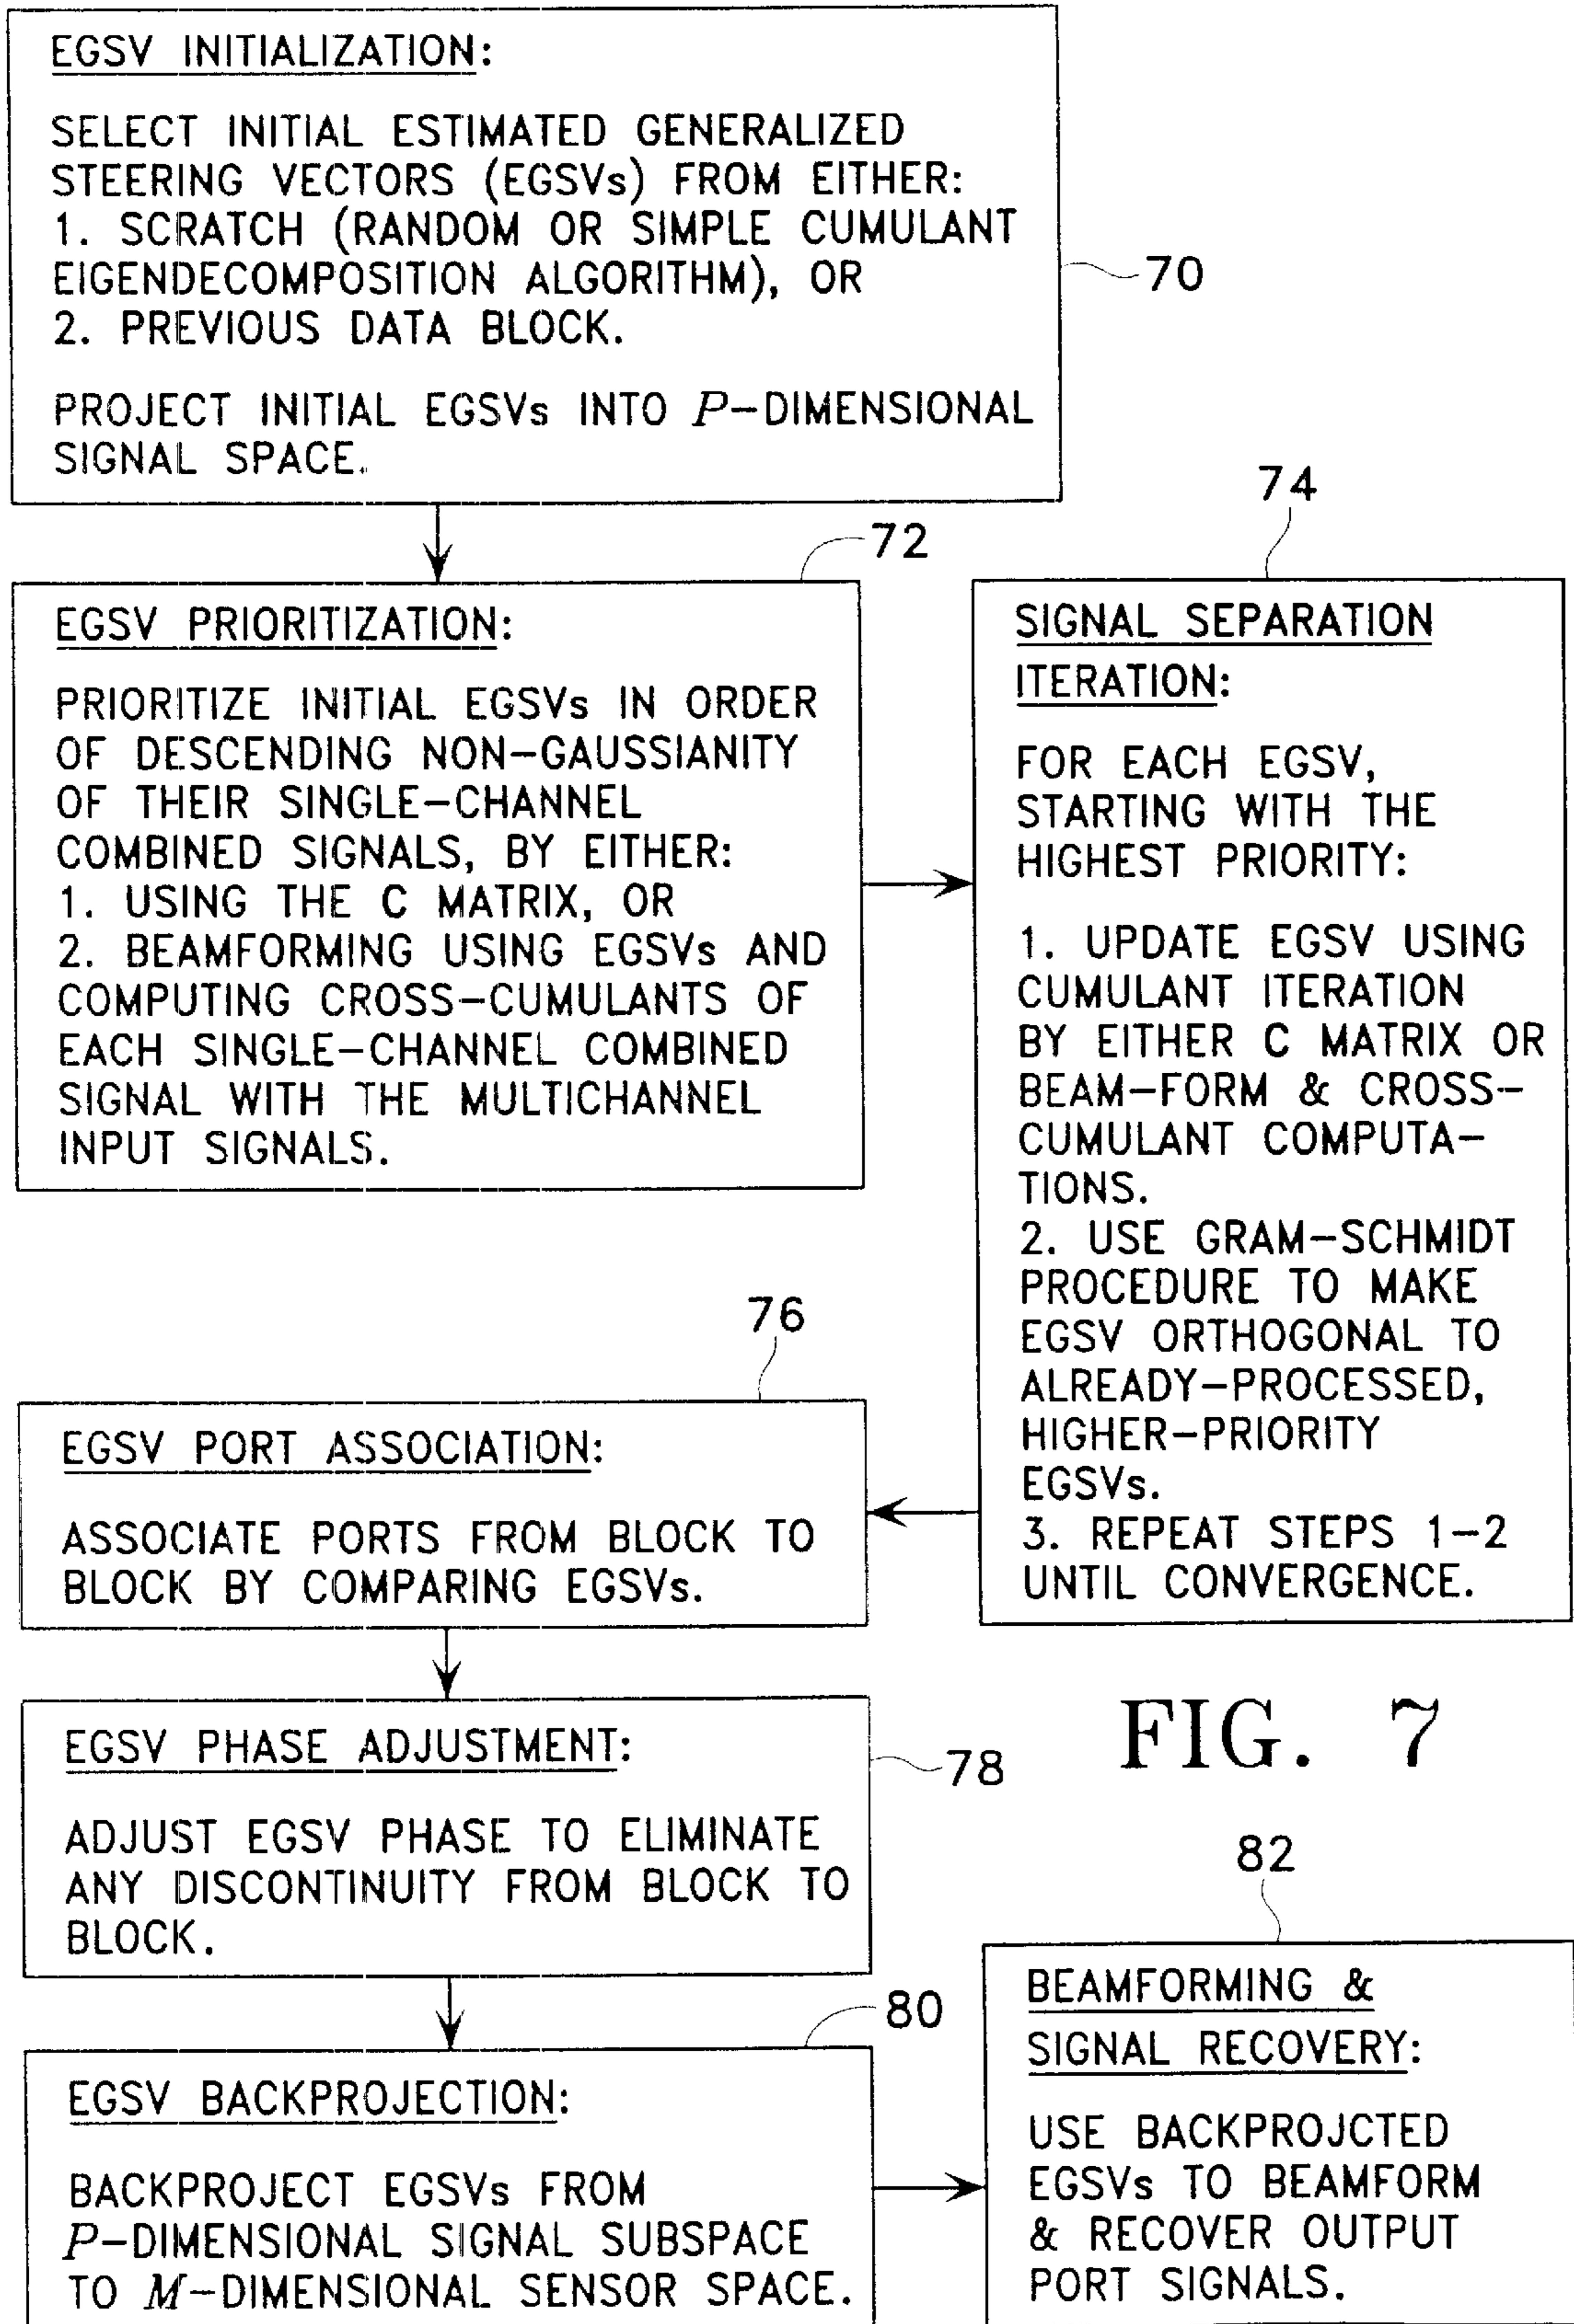 EGSV INITIALIZATION:
SELECT INITIAL ESTIMATED GENERALIZED
STEERING VECTORS (EGSVs) FROM EITHER:
1. SCRATCH (RANDOM OR SIMPLE CUMULANT
EIGENDECOMPOSITION ALGORITHM), OR
2. PREVIOUS DATA BLOCK.
PROJECT INITIAL EGSVs INTO P-DIMENSIONAL
SIGNAL SPACE.
70
72
EGSV PRIORITIZATION:
PRIORITIZE INITIAL EGSVs IN ORDER
OF DESCENDING NON-GAUSSIANITY
OF THEIR SINGLE-CHANNEL
COMBINED SIGNALS, BY EITHER:
1. USING THE C MATRIX, OR
2. BEAMFORMING USING EGSVs AND
COMPUTING CROSS-CUMULANTS OF
EACH SINGLE-CHANNEL COMBINED
SIGNAL WITH THE MULTICHANNEL
INPUT SIGNALS.
74
SIGNAL SEPARATION
ITERATION:
FOR EACH EGSV,
STARTING WITH THE
HIGHEST PRIORITY:
1. UPDATE EGSV USING
CUMULANT ITERATION
BY EITHER C MATRIX OR
BEAM-FORM & CROSS-
CUMULANT COMPUTA-
TIONS.
2. USE GRAM-SCHMIDT
PROCEDURE TO MAKE
EGSV ORTHOGONAL TO
ALREADY-PROCESSED,
HIGHER-PRIORITY
EGSVs.
3. REPEAT STEPS 1-2
UNTIL CONVERGENCE.
76
EGSV PORT ASSOCIATION:
ASSOCIATE PORTS FROM BLOCK TO
BLOCK BY COMPARING EGSVs.
EGSV PHASE ADJUSTMENT:
ADJUST EGSV PHASE TO ELIMINATE
ANY DISCONTINUITY FROM BLOCK TO
BLOCK.
78
FIG. 7
80
EGSV BACKPROJECTION:
BACKPROJECT EGSVs FROM
P-DIMENSIONAL SIGNAL SUBSPACE
TO M-DIMENSIONAL SENSOR SPACE.
82
BEAMFORMING &
SIGNAL RECOVERY:
USE BACKPROJCTED
EGSVs TO BEAMFORM
& RECOVER OUTPUT
PORT SIGNALS.